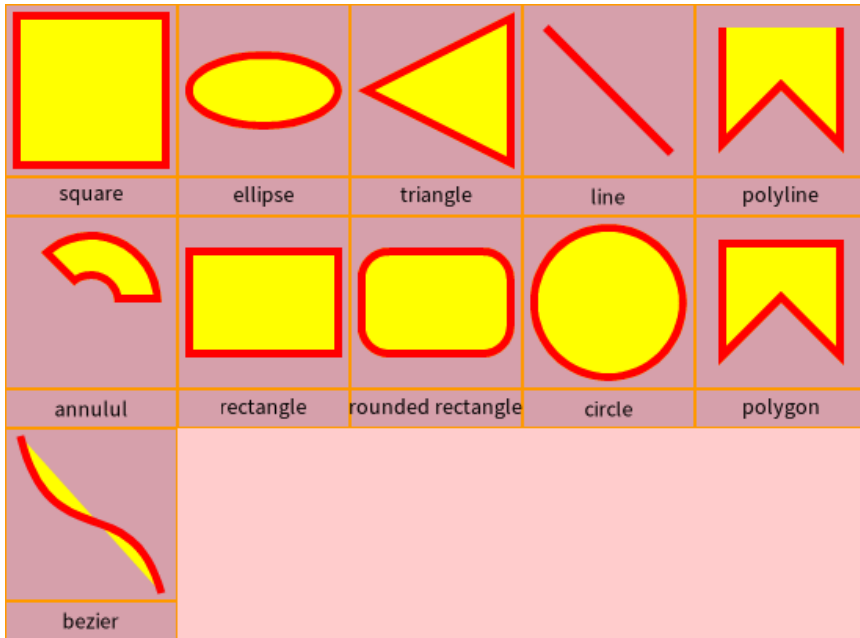 square
ellipse
triangle
line
polyline
annulul
rectangle
rounded rectangle
circle
polygon
bezier